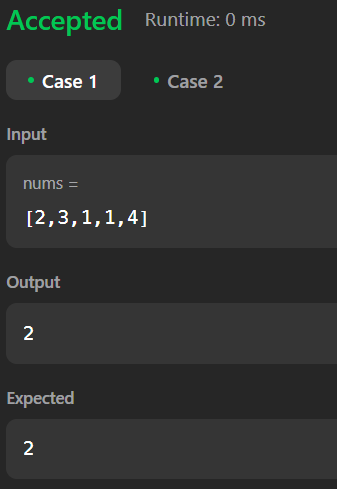 Accepted Runtime: 0 ms
• Case 1 • Case 2
Input
nums =
[2,3,1,1,4]
Output
2
Expected
2